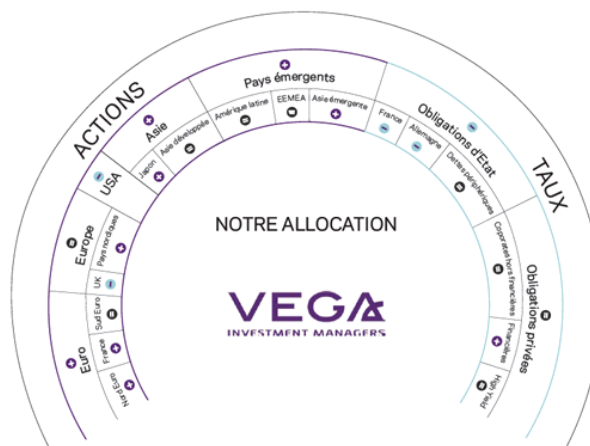 ACTIONS
TAUX
Euro
Europe
USA
Asie
Pays émergents
Obligations d'Etat
Obligations privées
Nord Euro
France
Sud Euro
UK
Pays nordiques
Japon
Asie développée
Amérique latine
EEMEA
Asie émergente
France
Allemagne
Dettes périphériques
Corporates hors financières
Financières
High Yield
NOTRE ALLOCATION
VEGA
INVESTMENT MANAGERS